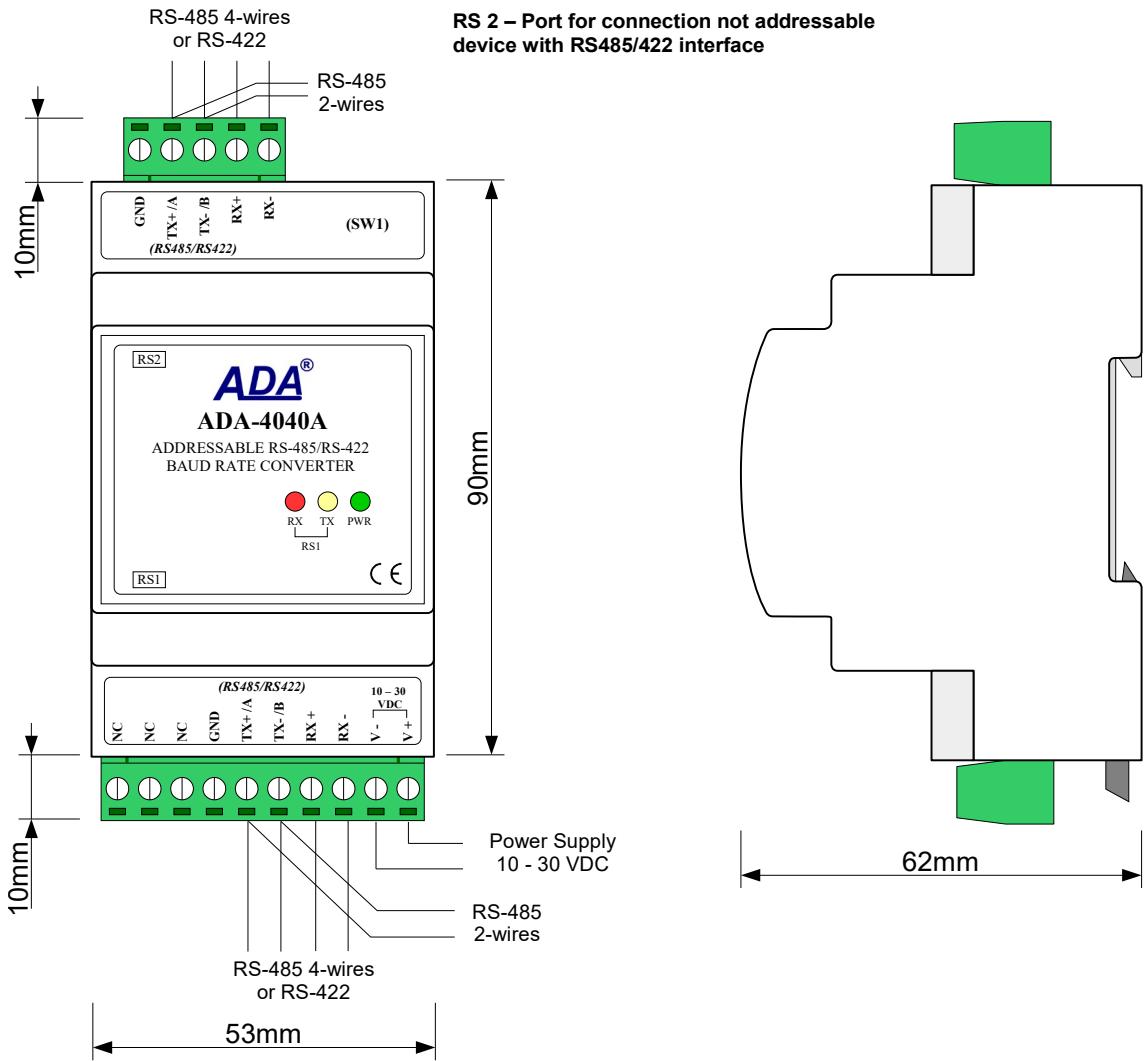 RS-485 4-wires
or RS-422
RS 2 – Port for connection not addressable
device with RS485/422 interface
RS-485
2-wires
10mm
GND
TX+ /A
TX- /B
RX+
RX-
(SW1)
(RS485/RS422)
RS2
ADA®
ADA-4040A
ADDRESSABLE RS-485/RS-422
BAUD RATE CONVERTER
RX TX PWR
RS1
RS1
CE
90mm
(RS485/RS422)
10 – 30
VDC
NC
NC
NC
GND
TX+ /A
TX- /B
RX +
RX -
V -
V +
10mm
Power Supply
10 - 30 VDC
RS-485
2-wires
RS-485 4-wires
or RS-422
53mm
62mm